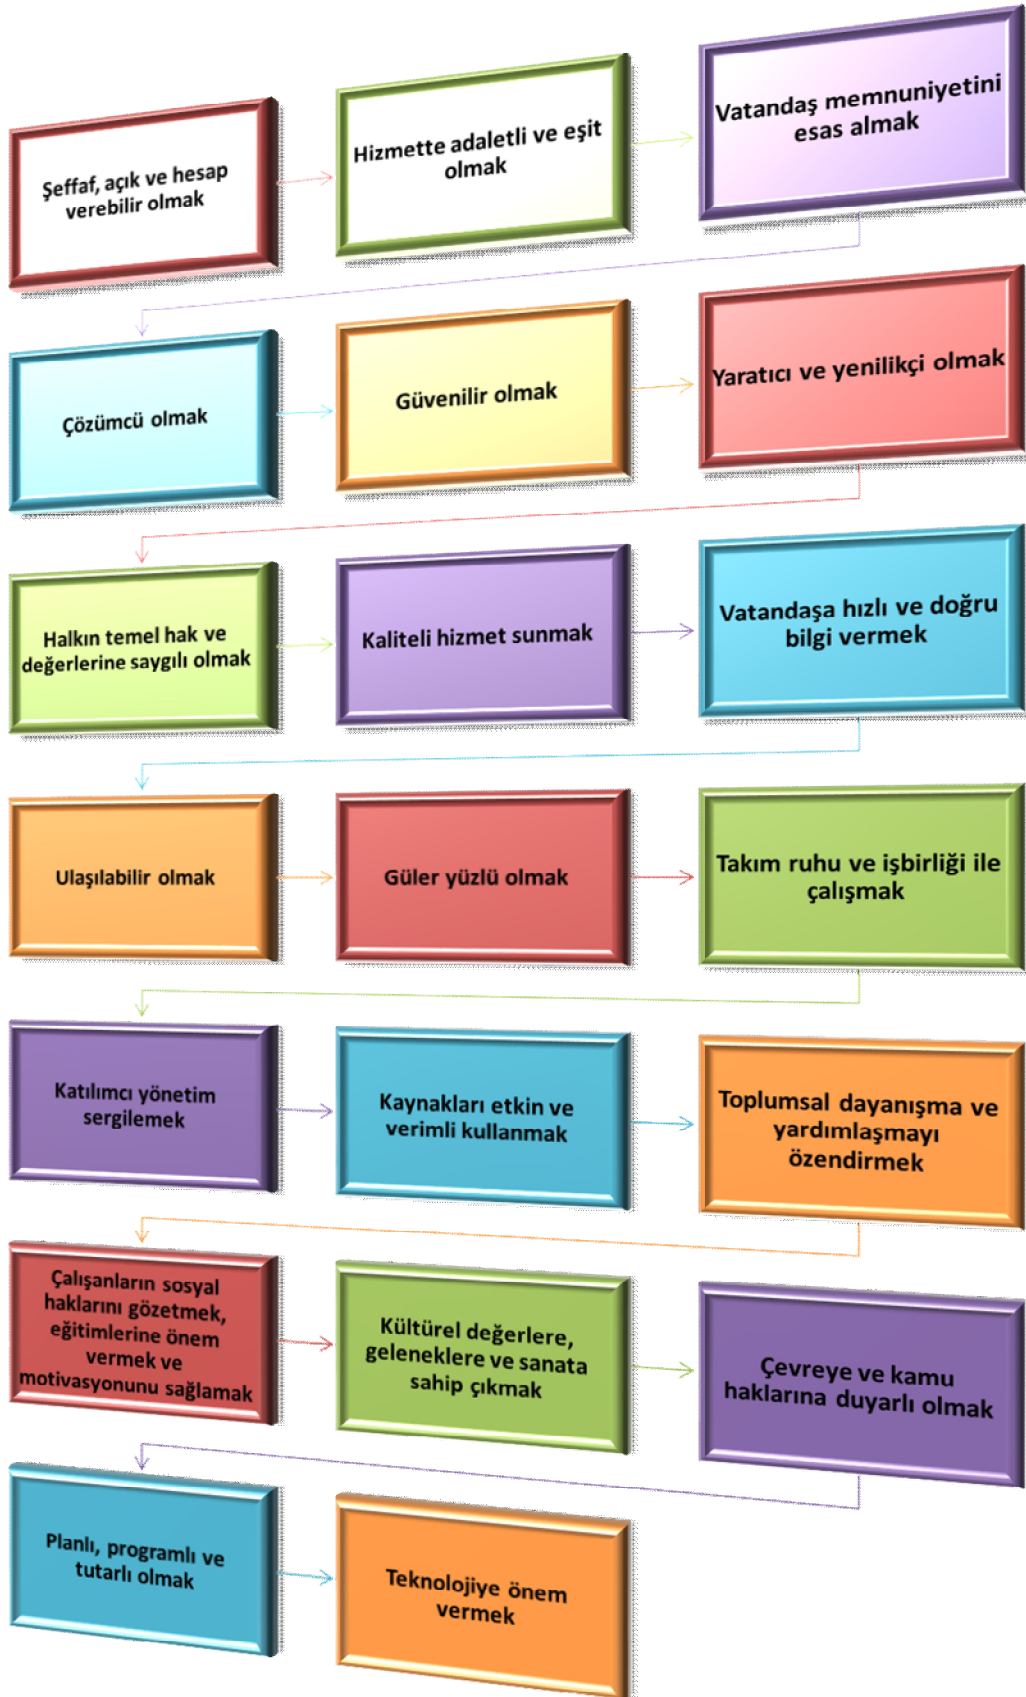 Şeffaf, açık ve hesap
verebilir olmak
Hizmette adaletli ve eşit
olmak
Vatandaş memnuniyetini
esas almak
Çözümcü olmak
Güvenilir olmak
Yaratıcı ve yenilikçi olmak
Halkın temel hak ve
değerlerine saygılı olmak
Kaliteli hizmet sunmak
Vatandaşa hızlı ve doğru
bilgi vermek
Ulaşılabilir olmak
Güler yüzlü olmak
Takım ruhu ve işbirliği ile
çalışmak
Katılımcı yönetim
sergilemek
Kaynakları etkin ve
verimli kullanmak
Toplumsal dayanışma ve
yardımlaşmayı
özendirmek
Çalışanların sosyal
haklarını gözetmek,
eğitimlerine önem
vermek ve
motivasyonunu sağlamak
Kültürel değerlere,
geleneklere ve sanata
sahip çıkmak
Çevreye ve kamu
haklarına duyarlı olmak
Planlı, programlı ve
tutarlı olmak
Teknolojiye önem
vermek